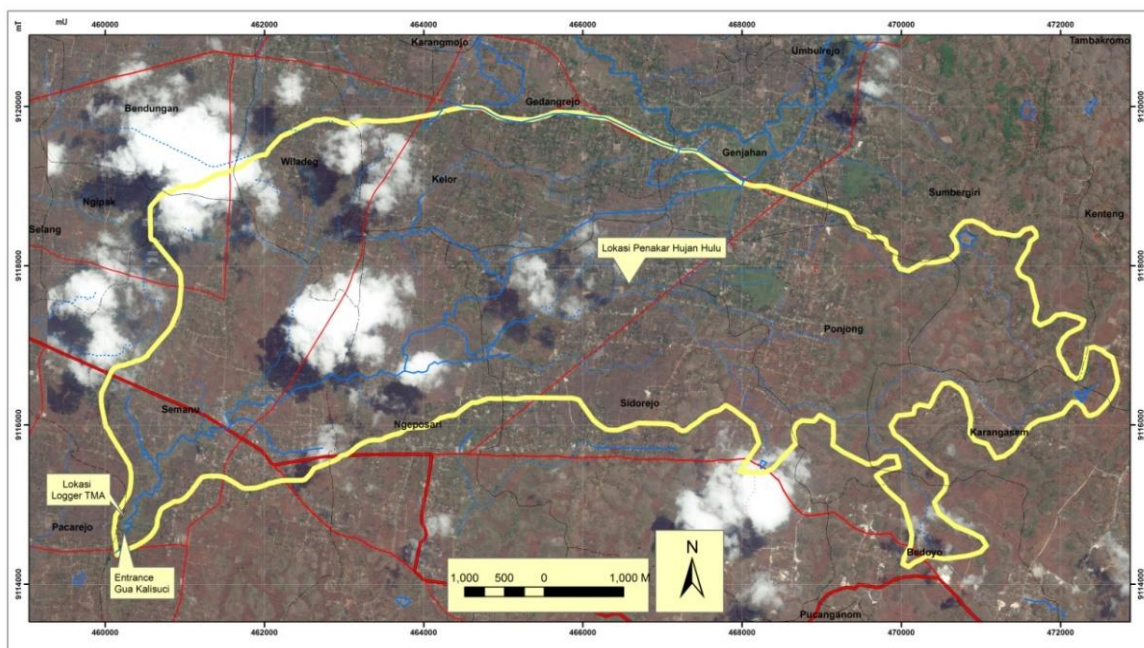 mU
mT
460000
462000
464000
466000
468000
470000
472000
Karangmojo
Umbulrejo
Tambakromo
9120000
9120000
Bendungan
Gedangrejo
Genjahan
Wiladeg
Kelor
Sumbergiri
Ngipak
Kenteng
Selang
Lokasi Penakar Hujan Hulu
9118000
9118000
Ponjong
Semanu
Sidorejo
Ngeposari
9116000
9116000
Karangasem
Lokasi
Logger TMA
Pacarejo
Bedoyo
Entrance
Gua Kalisuci
N
1,000 500 0 1,000 M
9114000
9114000
Pucanganom
460000
462000
464000
466000
468000
470000
472000